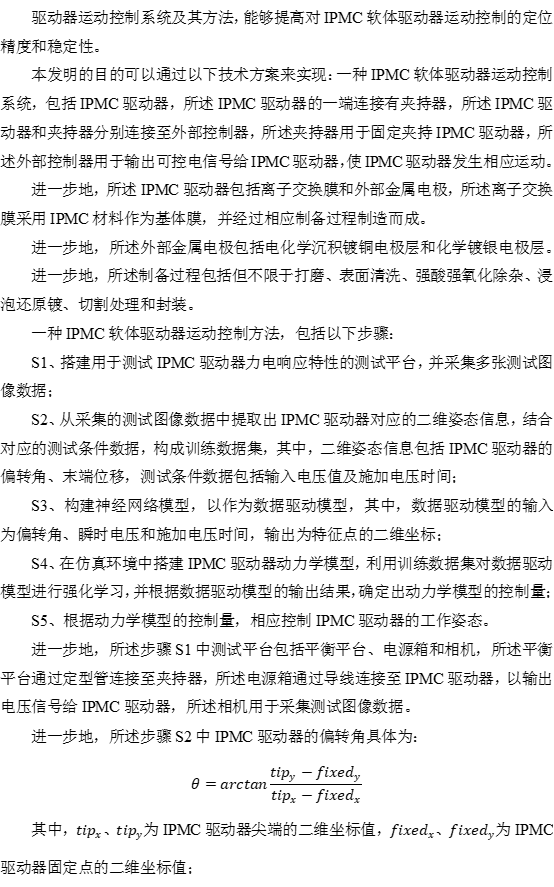 驱动器运动控制系统及其方法，能够提高对 IPMC 软体驱动器运动控制的定位
精度和稳定性。
本发明的目的可以通过以下技术方案来实现：一种 IPMC 软体驱动器运动控制
系统，包括 IPMC 驱动器，所述 IPMC 驱动器的一端连接有夹持器，所述 IPMC 驱
动器和夹持器分别连接至外部控制器，所述夹持器用于固定夹持 IPMC 驱动器，所
述外部控制器用于输出可控电信号给 IPMC 驱动器，使 IPMC 驱动器发生相应运动。
进一步地，所述 IPMC 驱动器包括离子交换膜和外部金属电极，所述离子交换
膜采用 IPMC 材料作为基体膜，并经过相应制备过程制造而成。
进一步地，所述外部金属电极包括电化学沉积镀铜电极层和化学镀银电极层。
进一步地，所述制备过程包括但不限于打磨、表面清洗、强酸强氧化除杂、浸
泡还原镀、切割处理和封装。
一种 IPMC 软体驱动器运动控制方法，包括以下步骤：
S1、搭建用于测试 IPMC 驱动器力电响应特性的测试平台，并采集多张测试图
像数据；
S2、从采集的测试图像数据中提取出 IPMC 驱动器对应的二维姿态信息，结合
对应的测试条件数据，构成训练数据集，其中，二维姿态信息包括 IPMC 驱动器的
偏转角、末端位移，测试条件数据包括输入电压值及施加电压时间；
S3、构建神经网络模型，以作为数据驱动模型，其中，数据驱动模型的输入
为偏转角、瞬时电压和施加电压时间，输出为特征点的二维坐标；
S4、在仿真环境中搭建 IPMC 驱动器动力学模型，利用训练数据集对数据驱动
模型进行强化学习，并根据数据驱动模型的输出结果，确定出动力学模型的控制量；
S5、根据动力学模型的控制量，相应控制 IPMC 驱动器的工作姿态。
进一步地，所述步骤 S1 中测试平台包括平衡平台、电源箱和相机，所述平衡
平台通过定型管连接至夹持器，所述电源箱通过导线连接至 IPMC 驱动器，以输出
电压信号给 IPMC 驱动器，所述相机用于采集测试图像数据。
进一步地，所述步骤 S2 中 IPMC 驱动器的偏转角具体为：
θ = arctan (tip_y − fixed_y)/(tip_x − fixed_x)
其中，tip_x、tip_y为 IPMC 驱动器尖端的二维坐标值，fixed_x、fixed_y为 IPMC
驱动器固定点的二维坐标值；